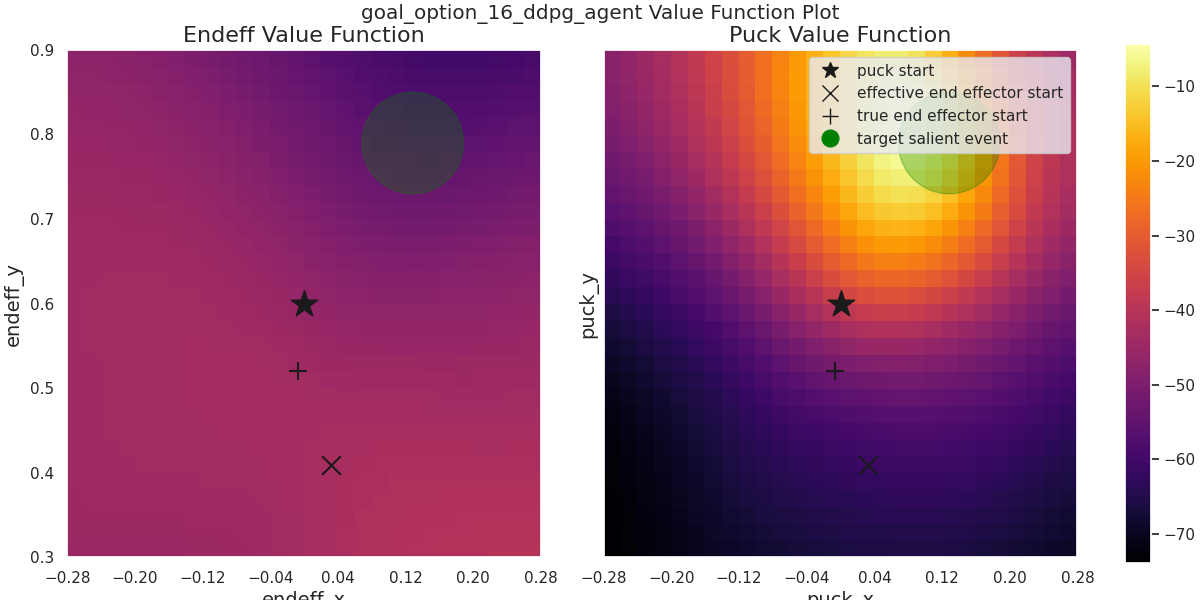 goal_option_16_ddpg_agent Value Function Plot
Endeff Value Function
Puck Value Function
0.9
0.8
0.7
0.6
0.5
0.4
0.3
endeff_y
−0.28 −0.20 −0.12 −0.04 0.04 0.12 0.20 0.28
endeff_x
puck_y
puck start
effective end effector start
true end effector start
target salient event
−0.28 −0.20 −0.12 −0.04 0.04 0.12 0.20 0.28
puck_x
−10
−20
−30
−40
−50
−60
−70